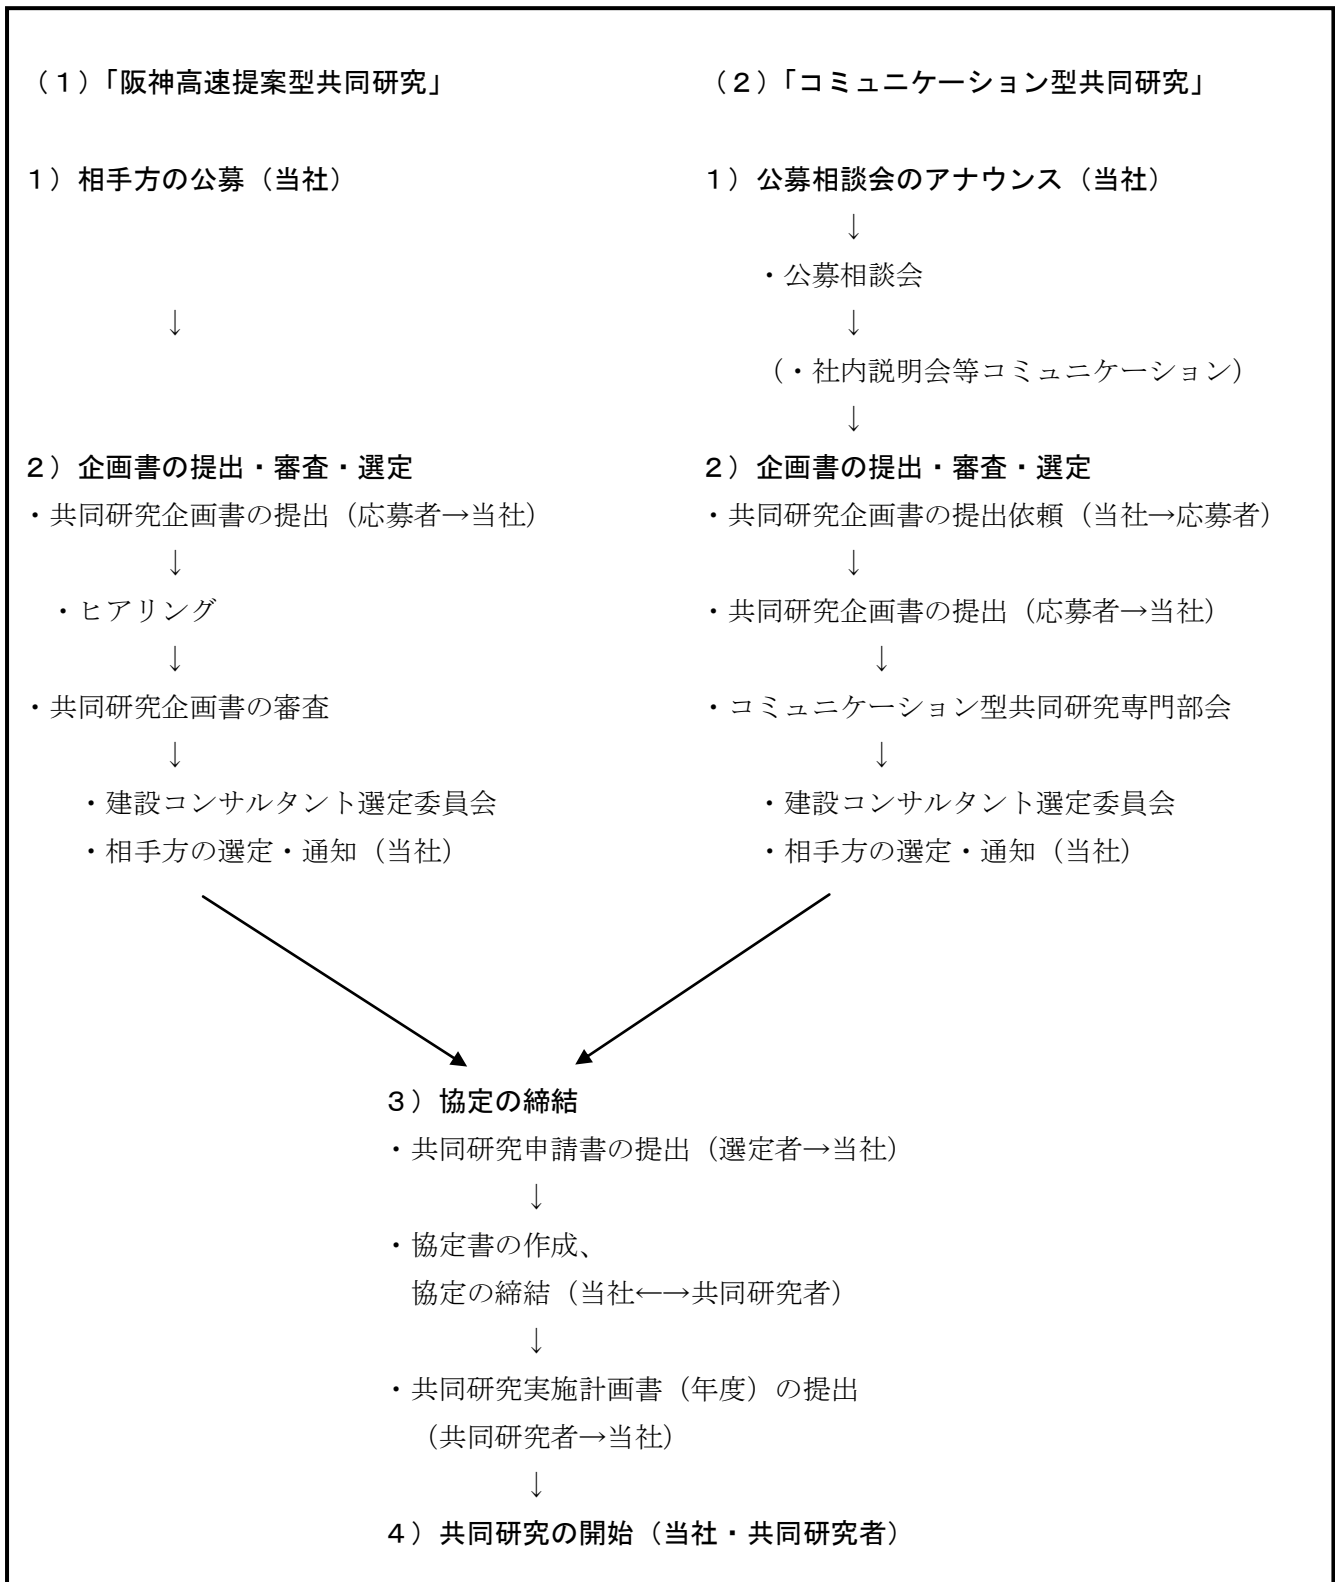 （１）「阪神高速提案型共同研究」
１）相手方の公募（当社）
↓
２）企画書の提出・審査・選定
・共同研究企画書の提出（応募者→当社）
↓
・ヒアリング
↓
・共同研究企画書の審査
↓
・建設コンサルタント選定委員会
・相手方の選定・通知（当社）
（２）「コミュニケーション型共同研究」
１）公募相談会のアナウンス（当社）
↓
・公募相談会
↓
（・社内説明会等コミュニケーション）
↓
２）企画書の提出・審査・選定
・共同研究企画書の提出依頼（当社→応募者）
↓
・共同研究企画書の提出（応募者→当社）
↓
・コミュニケーション型共同研究専門部会
↓
・建設コンサルタント選定委員会
・相手方の選定・通知（当社）
３）協定の締結
・共同研究申請書の提出（選定者→当社）
↓
・協定書の作成、
協定の締結（当社←→共同研究者）
↓
・共同研究実施計画書（年度）の提出
（共同研究者→当社）
↓
４）共同研究の開始（当社・共同研究者）